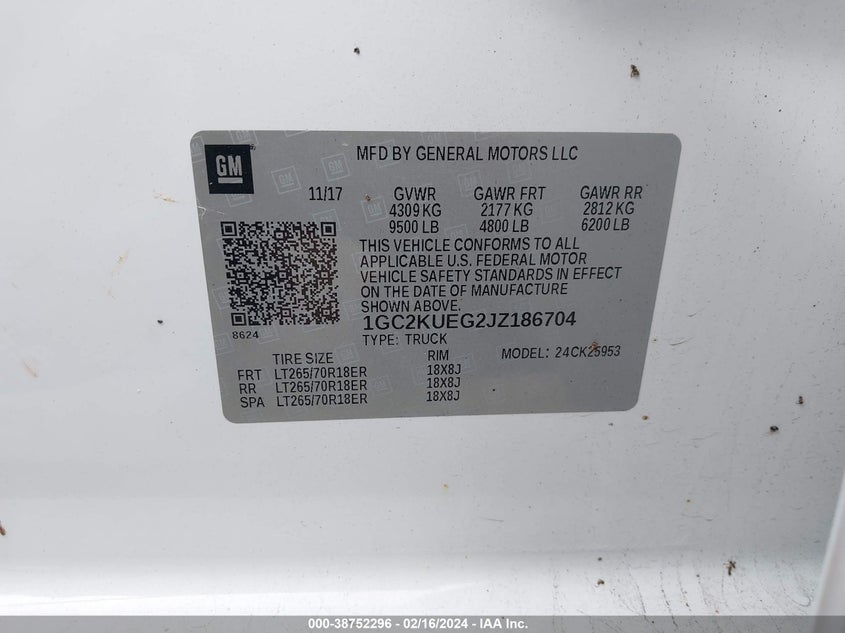 GM
MFD BY GENERAL MOTORS LLC
11/17 GVWR GAWR FRT GAWR RR
4309 KG 2177 KG 2812 KG
9500 LB 4800 LB 6200 LB
THIS VEHICLE CONFORMS TO ALL
APPLICABLE U.S. FEDERAL MOTOR
VEHICLE SAFETY STANDARDS IN EFFECT
ON THE DATE OF MANUFACTURE
SHOWN ABOVE.
8624
1GC2KUEG2JZ186704
TYPE: TRUCK
MODEL: 24CK25953
TIRE SIZE RIM
FRT LT265/70R18ER 18X8J
RR LT265/70R18ER 18X8J
SPA LT265/70R18ER 18X8J
000-38752296 - 02/16/2024 - IAA Inc.